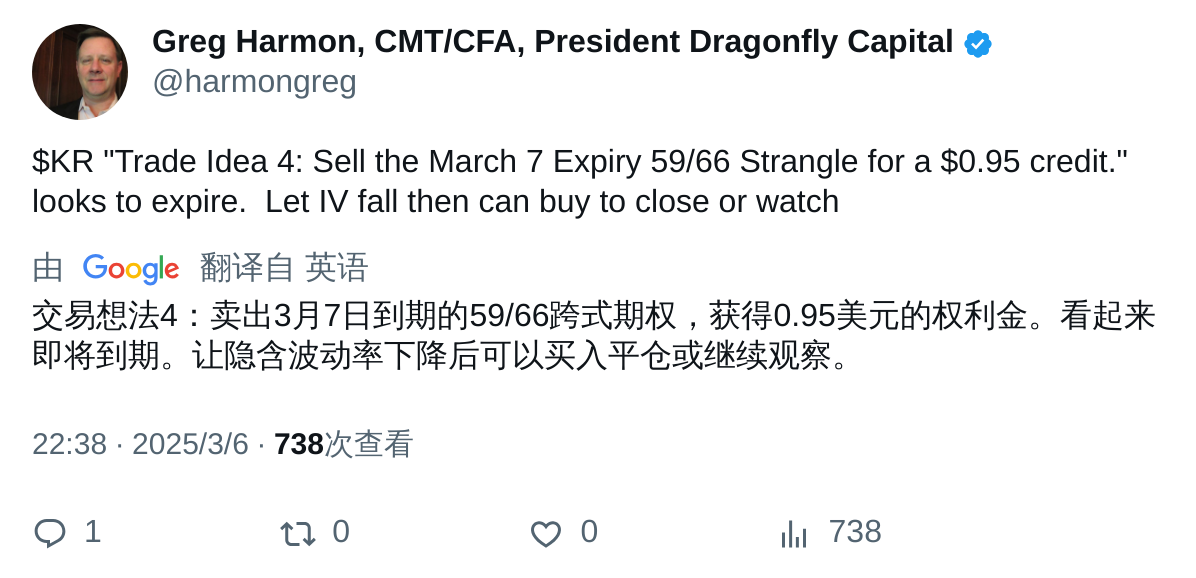 Greg Harmon, CMT/CFA, President Dragonfly Capital
@harmongreg
$KR "Trade Idea 4: Sell the March 7 Expiry 59/66 Strangle for a $0.95 credit."
looks to expire.  Let IV fall then can buy to close or watch
由 Google 翻译自 英语
交易想法4：卖出3月7日到期的59/66跨式期权，获得0.95美元的权利金。看起来
即将到期。让隐含波动率下降后可以买入平仓或继续观察。
22:38 · 2025/3/6 · 738次查看
1 0 0 738